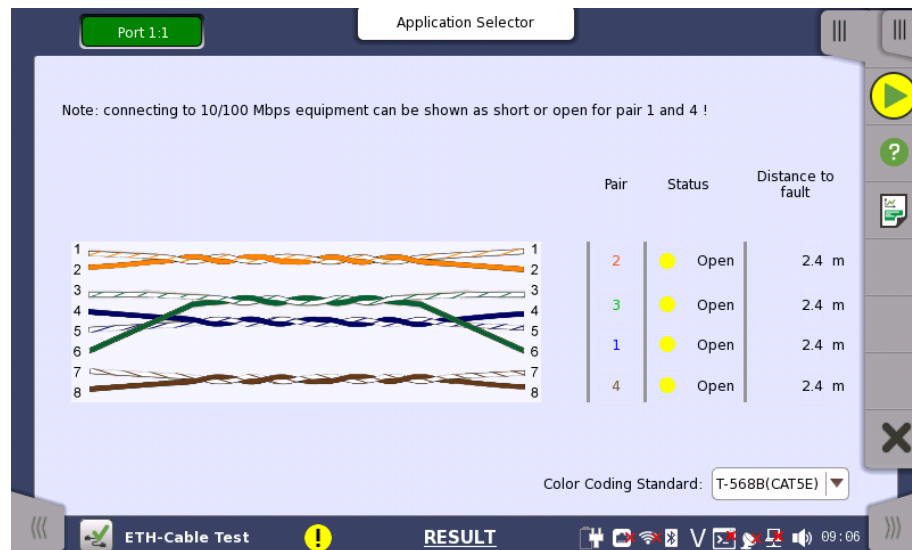 Port 1:1
Application Selector
Note: connecting to 10/100 Mbps equipment can be shown as short or open for pair 1 and 4 !
Pair Status Distance to fault
1 1
2 2
3 3
4 4
5 5
6 6
7 7
8 8
2 Open 2.4 m
3 Open 2.4 m
1 Open 2.4 m
4 Open 2.4 m
Color Coding Standard: T-568B(CAT5E)
ETH-Cable Test ! RESULT V 09:06